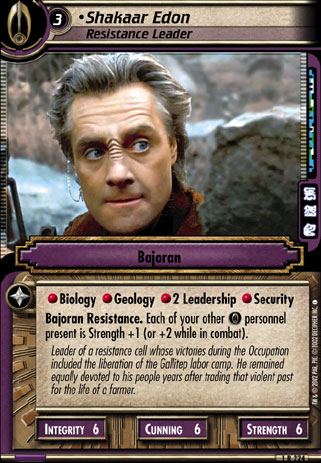 3
•Shakaar Edon
Resistance Leader
Bajoran
Biology Geology 2 Leadership Security
Bajoran Resistance. Each of your other personnel
present is Strength +1 (or +2 while in combat).
Leader of a resistance cell whose victories during the Occupation
included the liberation of the Gallitep labor camp. He remained
equally devoted to his people years after trading that violent past
for the life of a farmer.
INTEGRITY 6 CUNNING 6 STRENGTH 6